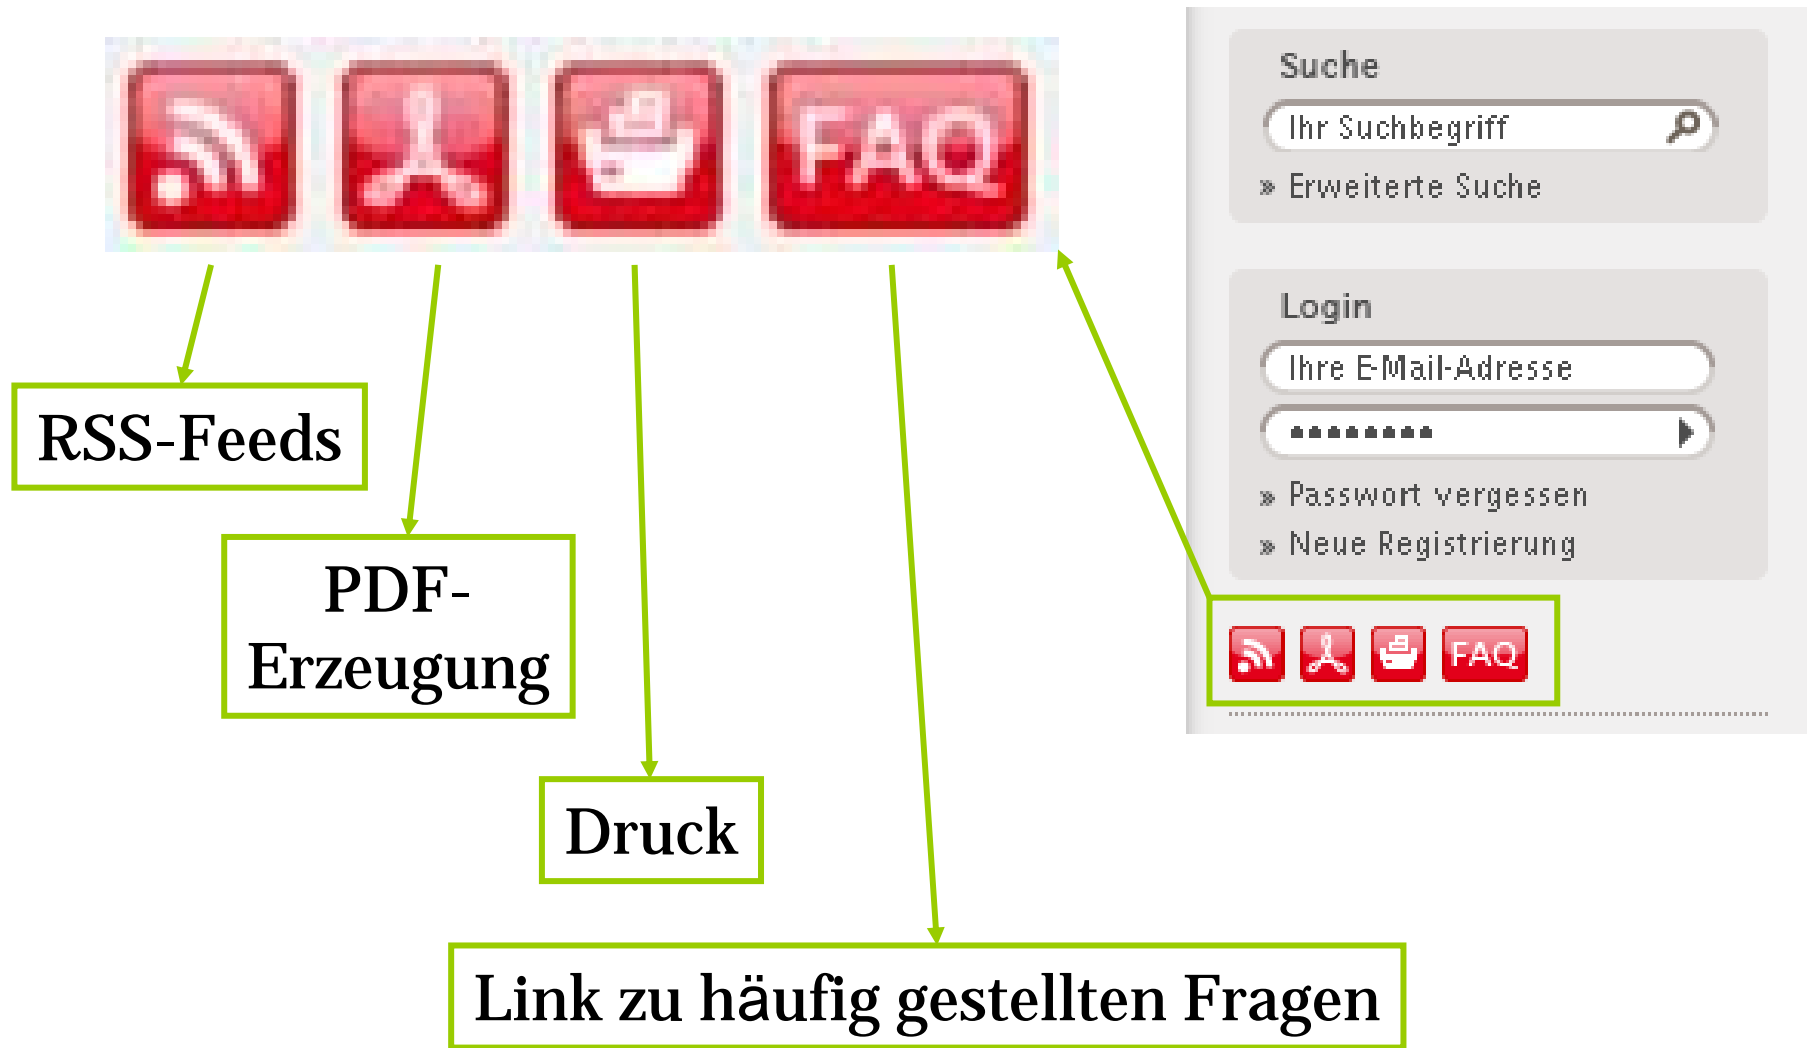 FAQ
RSS-Feeds
PDF-
Erzeugung
Druck
Link zu häufig gestellten Fragen
Suche
Ihr Suchbegriff
» Erweiterte Suche
Login
Ihre E-Mail-Adresse
» Passwort vergessen
» Neue Registrierung
FAQ